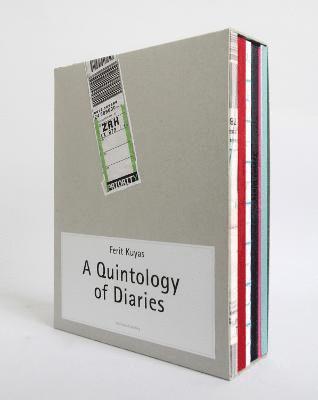 ZRH
PRIORITY
Ferit Kuyas
A Quintology
of Diaries